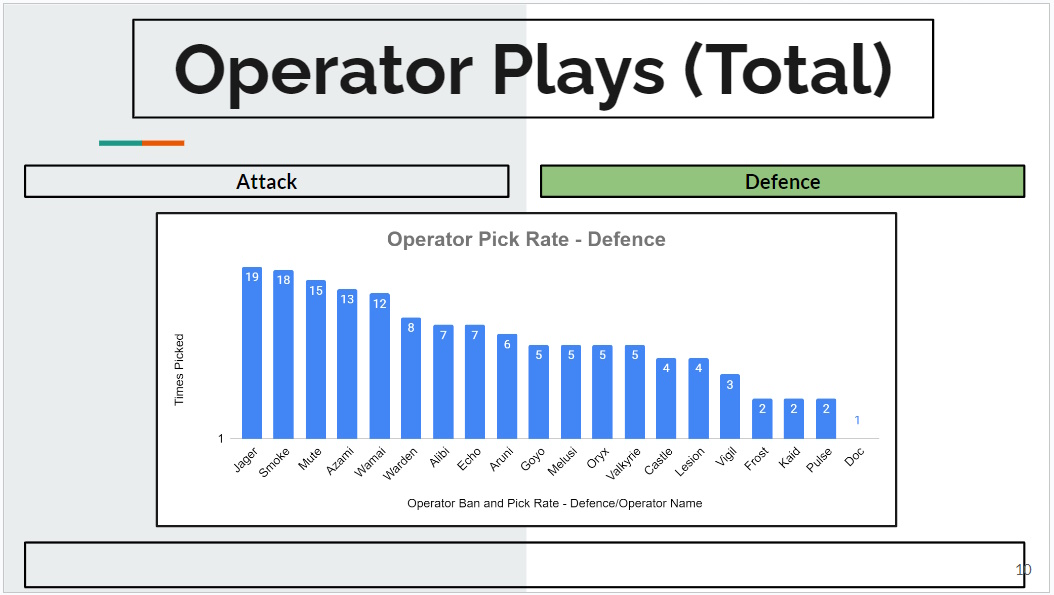 Operator Plays (Total)
Attack
Defence
Operator Pick Rate - Defence
Times Picked
19
18
15
13
12
8
7
7
6
5
5
5
5
4
4
3
2
2
2
1
1
Jager
Smoke
Mute
Azami
Wamai
Warden
Alibi
Echo
Aruni
Goyo
Melusi
Oryx
Valkyrie
Castle
Lesion
Vigil
Frost
Kaid
Pulse
Doc
Operator Ban and Pick Rate - Defence/Operator Name
10